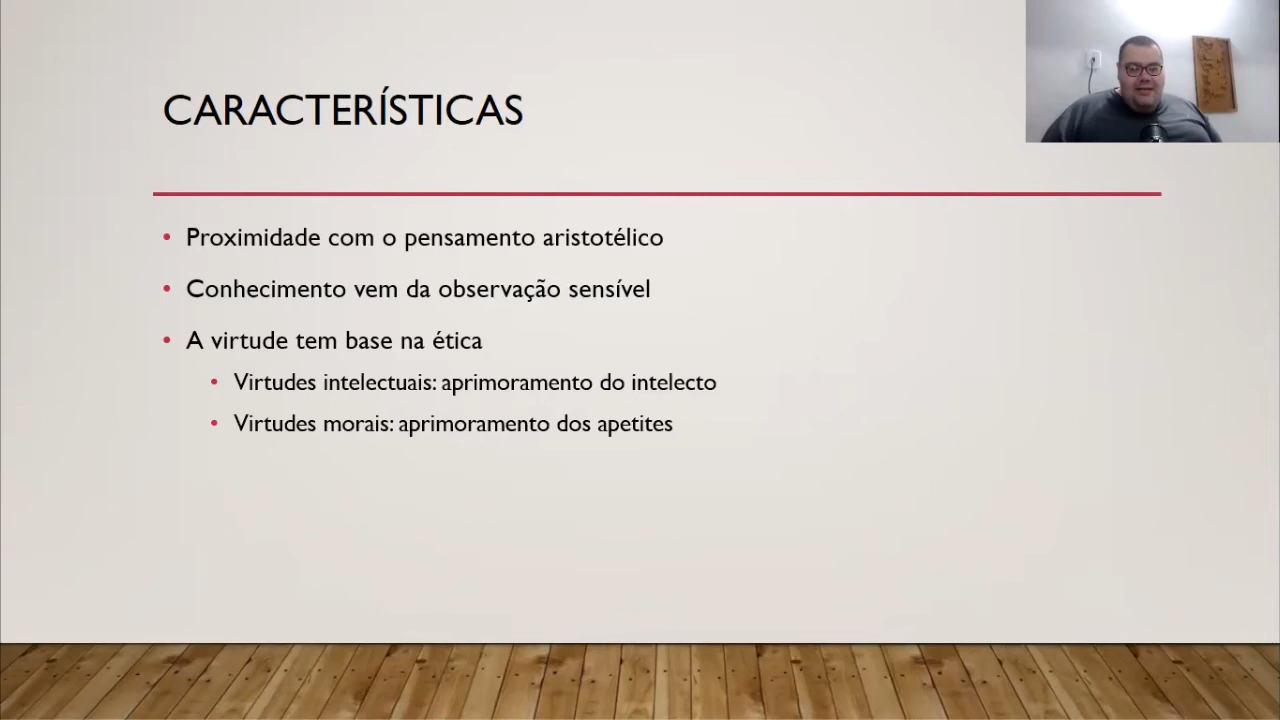 CARACTERÍSTICAS
• Proximidade com o pensamento aristotélico
• Conhecimento vem da observação sensível
• A virtude tem base na ética
• Virtudes intelectuais: aprimoramento do intelecto
• Virtudes morais: aprimoramento dos apetites